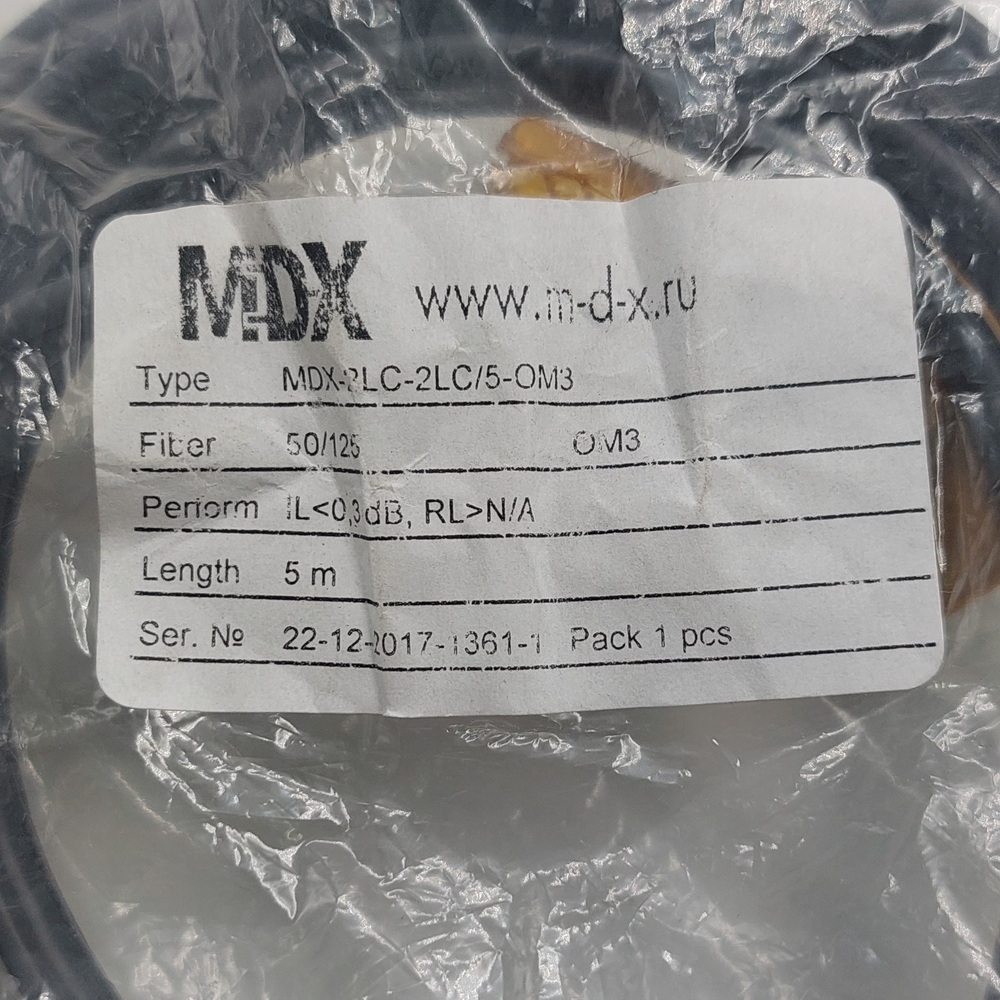 MDX www.m-d-x.ru
Type MDX-2LC-2LC/5-OM3
Fiber 50/125 OM3
Perform IL<0,3dB, RL>N/A
Length 5 m
Ser. № 22-12-2017-1361-1 Pack 1 pcs